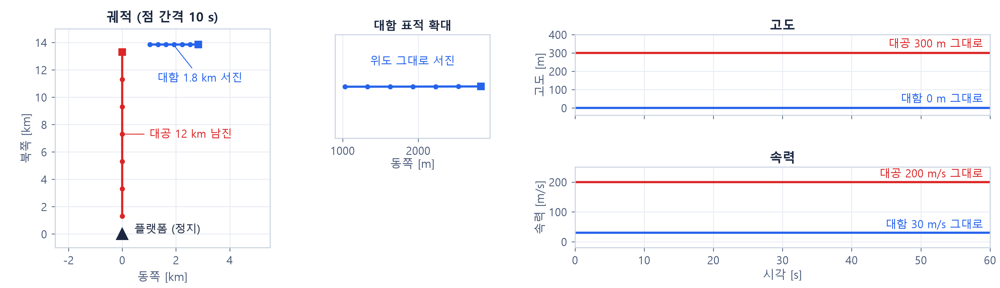 궤적 (점 간격 10 s)
14
12
10
8
6
4
2
0
북쪽 [km]
대함 1.8 km 서진
대공 12 km 남진
플랫폼 (정지)
-2
0
2
4
동쪽 [km]
대함 표적 확대
위도 그대로 서진
1000
2000
동쪽 [m]
고도
400
300
200
100
0
고도 [m]
대공 300 m 그대로
대함 0 m 그대로
속력
200
100
0
속력 [m/s]
대공 200 m/s 그대로
대함 30 m/s 그대로
0
10
20
30
40
50
60
시각 [s]